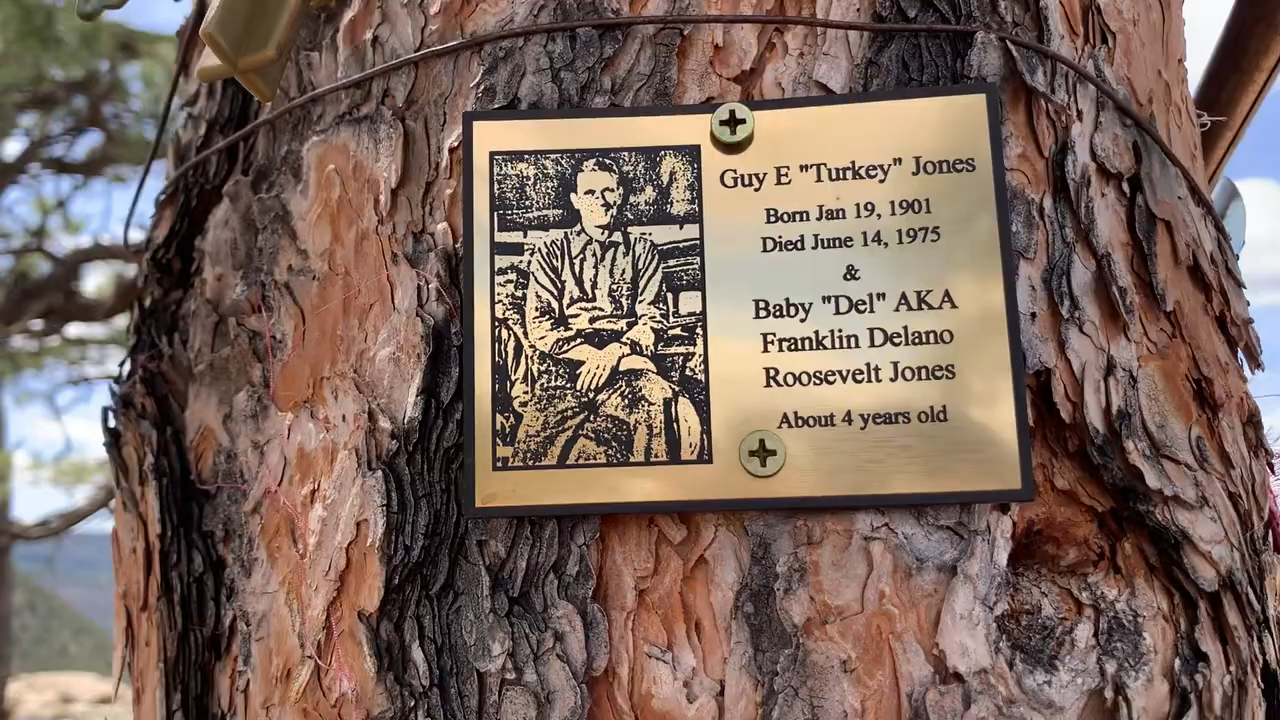 Guy E "Turkey" Jones
Born Jan 19, 1901
Died June 14, 1975
&
Baby "Del" AKA
Franklin Delano
Roosevelt Jones
About 4 years old